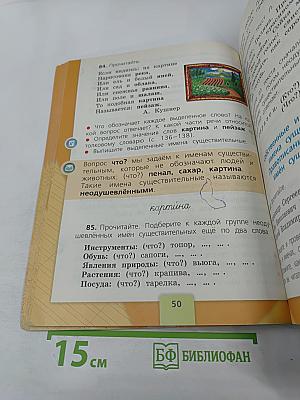 84. Прочитайте.
Если видишь: на картине
Нарисована река,
Или ель и белый иней,
Или сад и облака,
Или снежная равнина,
Или поле и шалаш,
То подобная картина
Называется пейзаж.
А. Кушнер
• Что обозначает каждое выделенное слово? На
какой вопрос отвечает? К какой части речи относится?
• Определите значения слов картина и пейзаж
толковому словарю (с. 136—138).
• Выпишите выделенные имена существительные.
Вопрос что? мы задаём к именам существи-
тельным, которые не обозначают людей и
животных: (что?) пенал, сахар, картина.
Такие имена существительные называются
неодушевлёнными.
картина
85. Прочитайте. Подберите к каждой группе неоду-
шевлённых имён существительных еще по два слова
Инструменты: (что?) топор, ..., ... .
Обувь: (что?) сапоги, ..., ... .
Явления природы: (что?) вьюга, ..., ... .
Растения: (что?) крапива, ..., ... .
Посуда: (что?) тарелка, ..., ... .
50
15 см
БФ БИБЛИОФАН